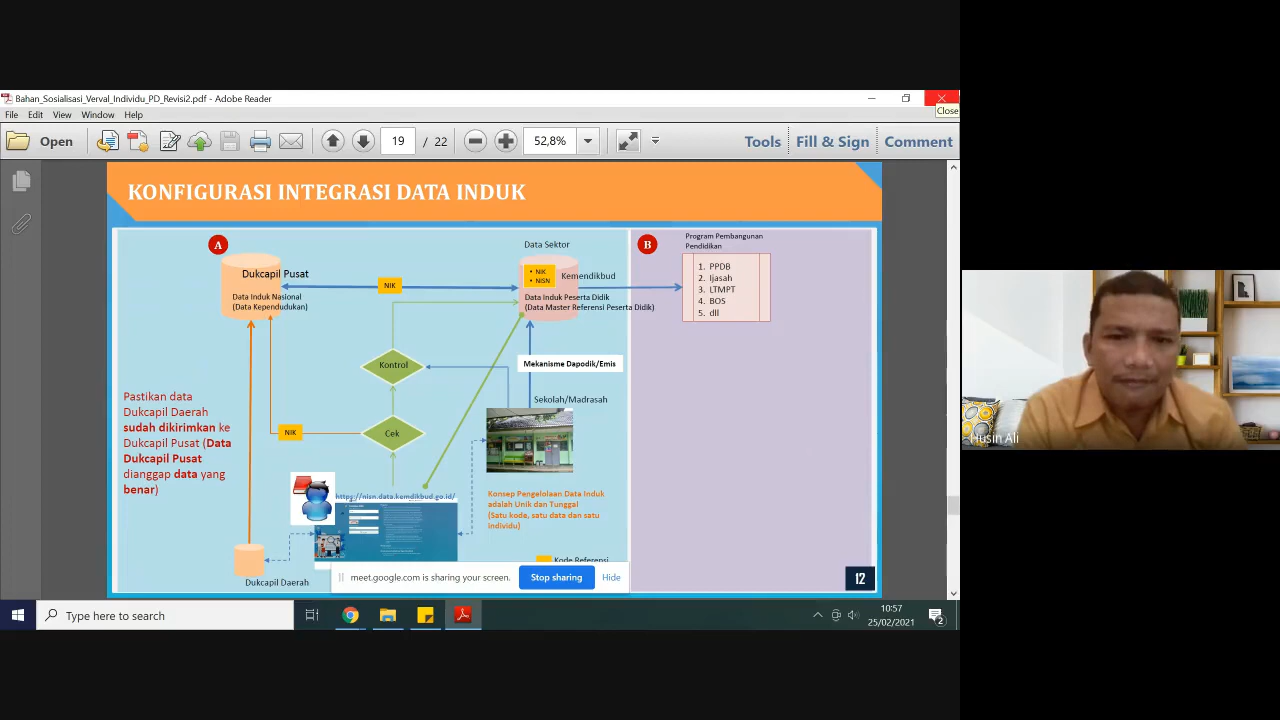 Bahan_Sosialisasi_Verval_Individu_PD_Revisi2.pdf - Adobe Reader
Close
File Edit View Window Help
Open 19 / 22 52,8% Tools Fill & Sign Comment
KONFIGURASI INTEGRASI DATA INDUK
A
Dukcapil Pusat
Data Induk Nasional
(Data Kependudukan)
NIK
Data Sektor
• NIK
• NISN
Kemendikbud
Data Induk Peserta Didik
(Data Master Referensi Peserta Didik)
B
Program Pembangunan
Pendidikan
1. PPDB
2. Ijasah
3. LTMPT
4. BOS
5. dll
Kontrol
Mekanisme Dapodik/Emis
Sekolah/Madrasah
Cek
NIK
Pastikan data
Dukcapil Daerah
sudah dikirimkan ke
Dukcapil Pusat (Data
Dukcapil Pusat
dianggap data yang
benar)
https://nisn.data.kemdikbud.go.id/
Konsep Pengelolaan Data Induk
adalah Unik dan Tunggal
(Satu koda, satu data dan satu
individu)
Kode Referensi
Dukcapil Daerah
12
meet.google.com is sharing your screen. Stop sharing Hide
Husin Ali
Type here to search
10:57
25/02/2021
2